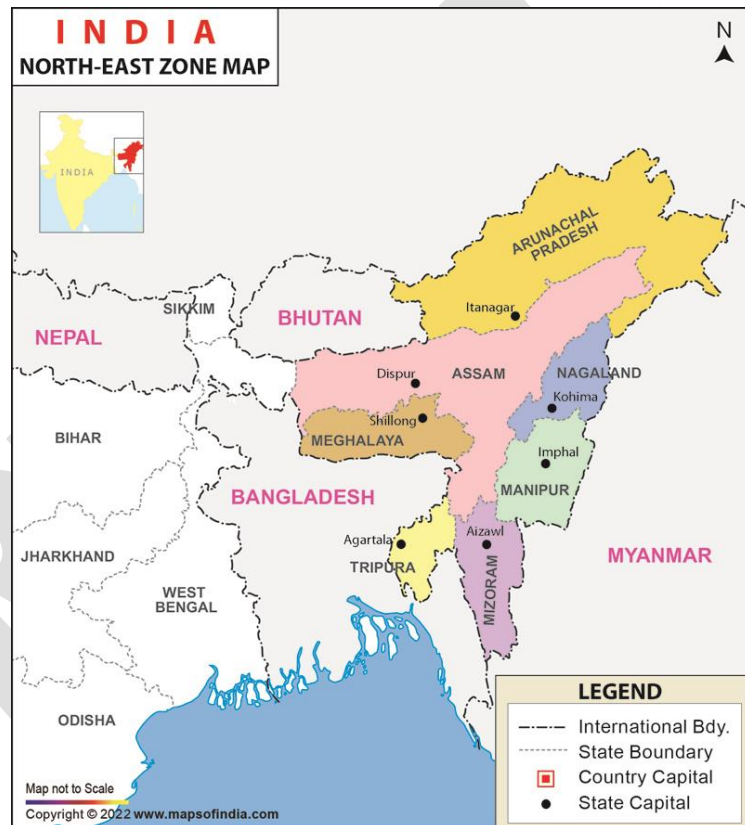 INDIA
NORTH-EAST ZONE MAP
N
INDIA
ARUNACHAL
PRADESH
SIKKIM
Itanagar
BHUTAN
NEPAL
Dispur
ASSAM
NAGALAND
Kohima
Shillong
MEGHALAYA
BIHAR
Imphal
MANIPUR
BANGLADESH
Agartala
Aizawl
JHARKHAND
TRIPURA
MYANMAR
WEST
BENGAL
MIZORAM
ODISHA
LEGEND
International Bdy.
State Boundary
Country Capital
State Capital
Map not to Scale
Copyright © 2022 www.mapsofindia.com